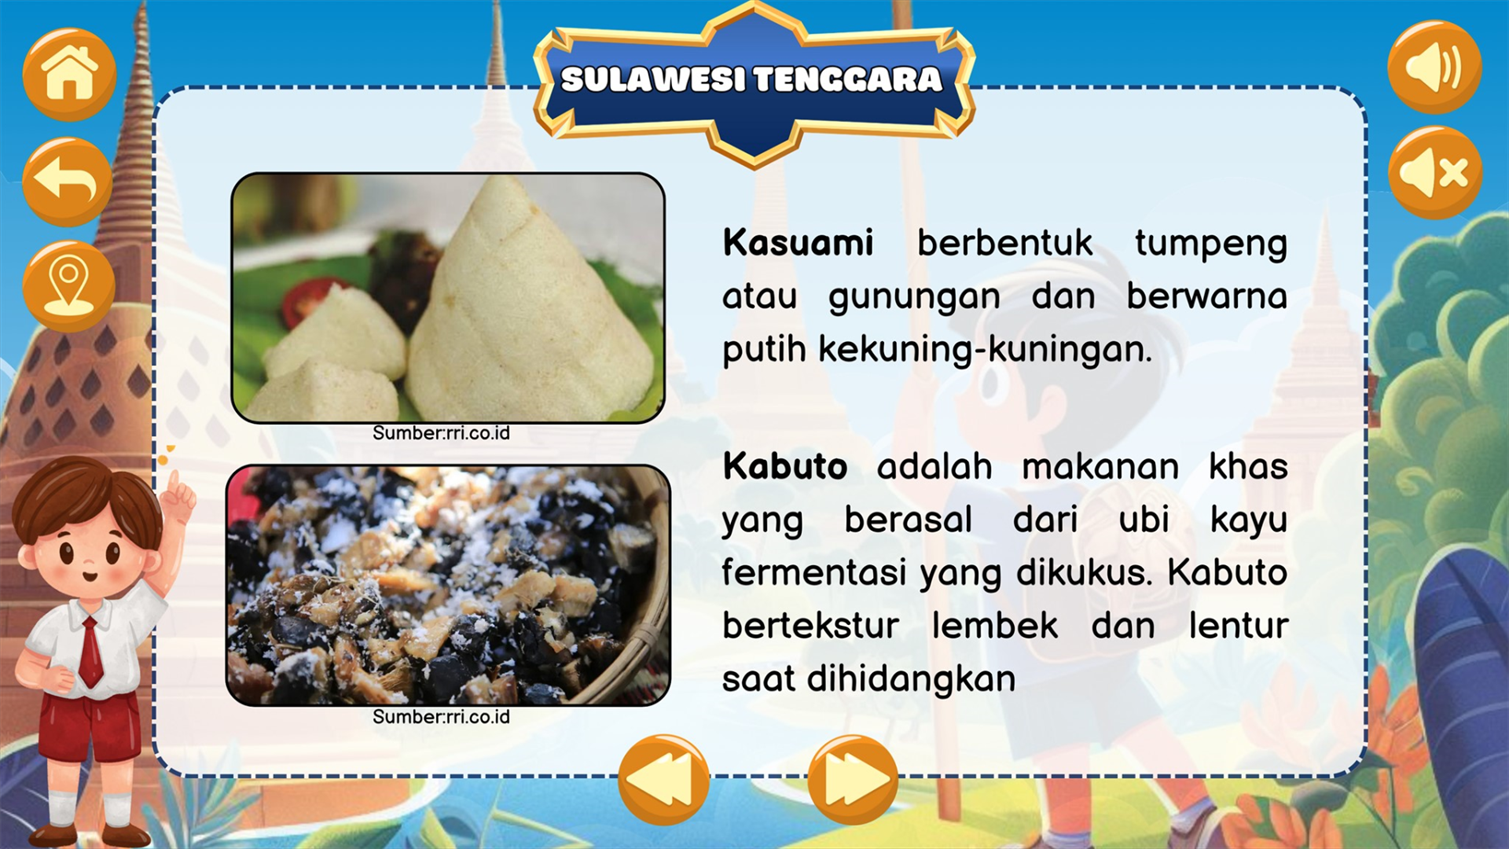 SULAWESI TENGGARA
Kasuami berbentuk tumpeng
atau gunungan dan berwarna
putih kekuning-kuningan.
Sumber:rri.co.id
Kabuto adalah makanan khas
yang berasal dari ubi kayu
fermentasi yang dikukus. Kabuto
bertekstur lembek dan lentur
saat dihidangkan
Sumber:rri.co.id